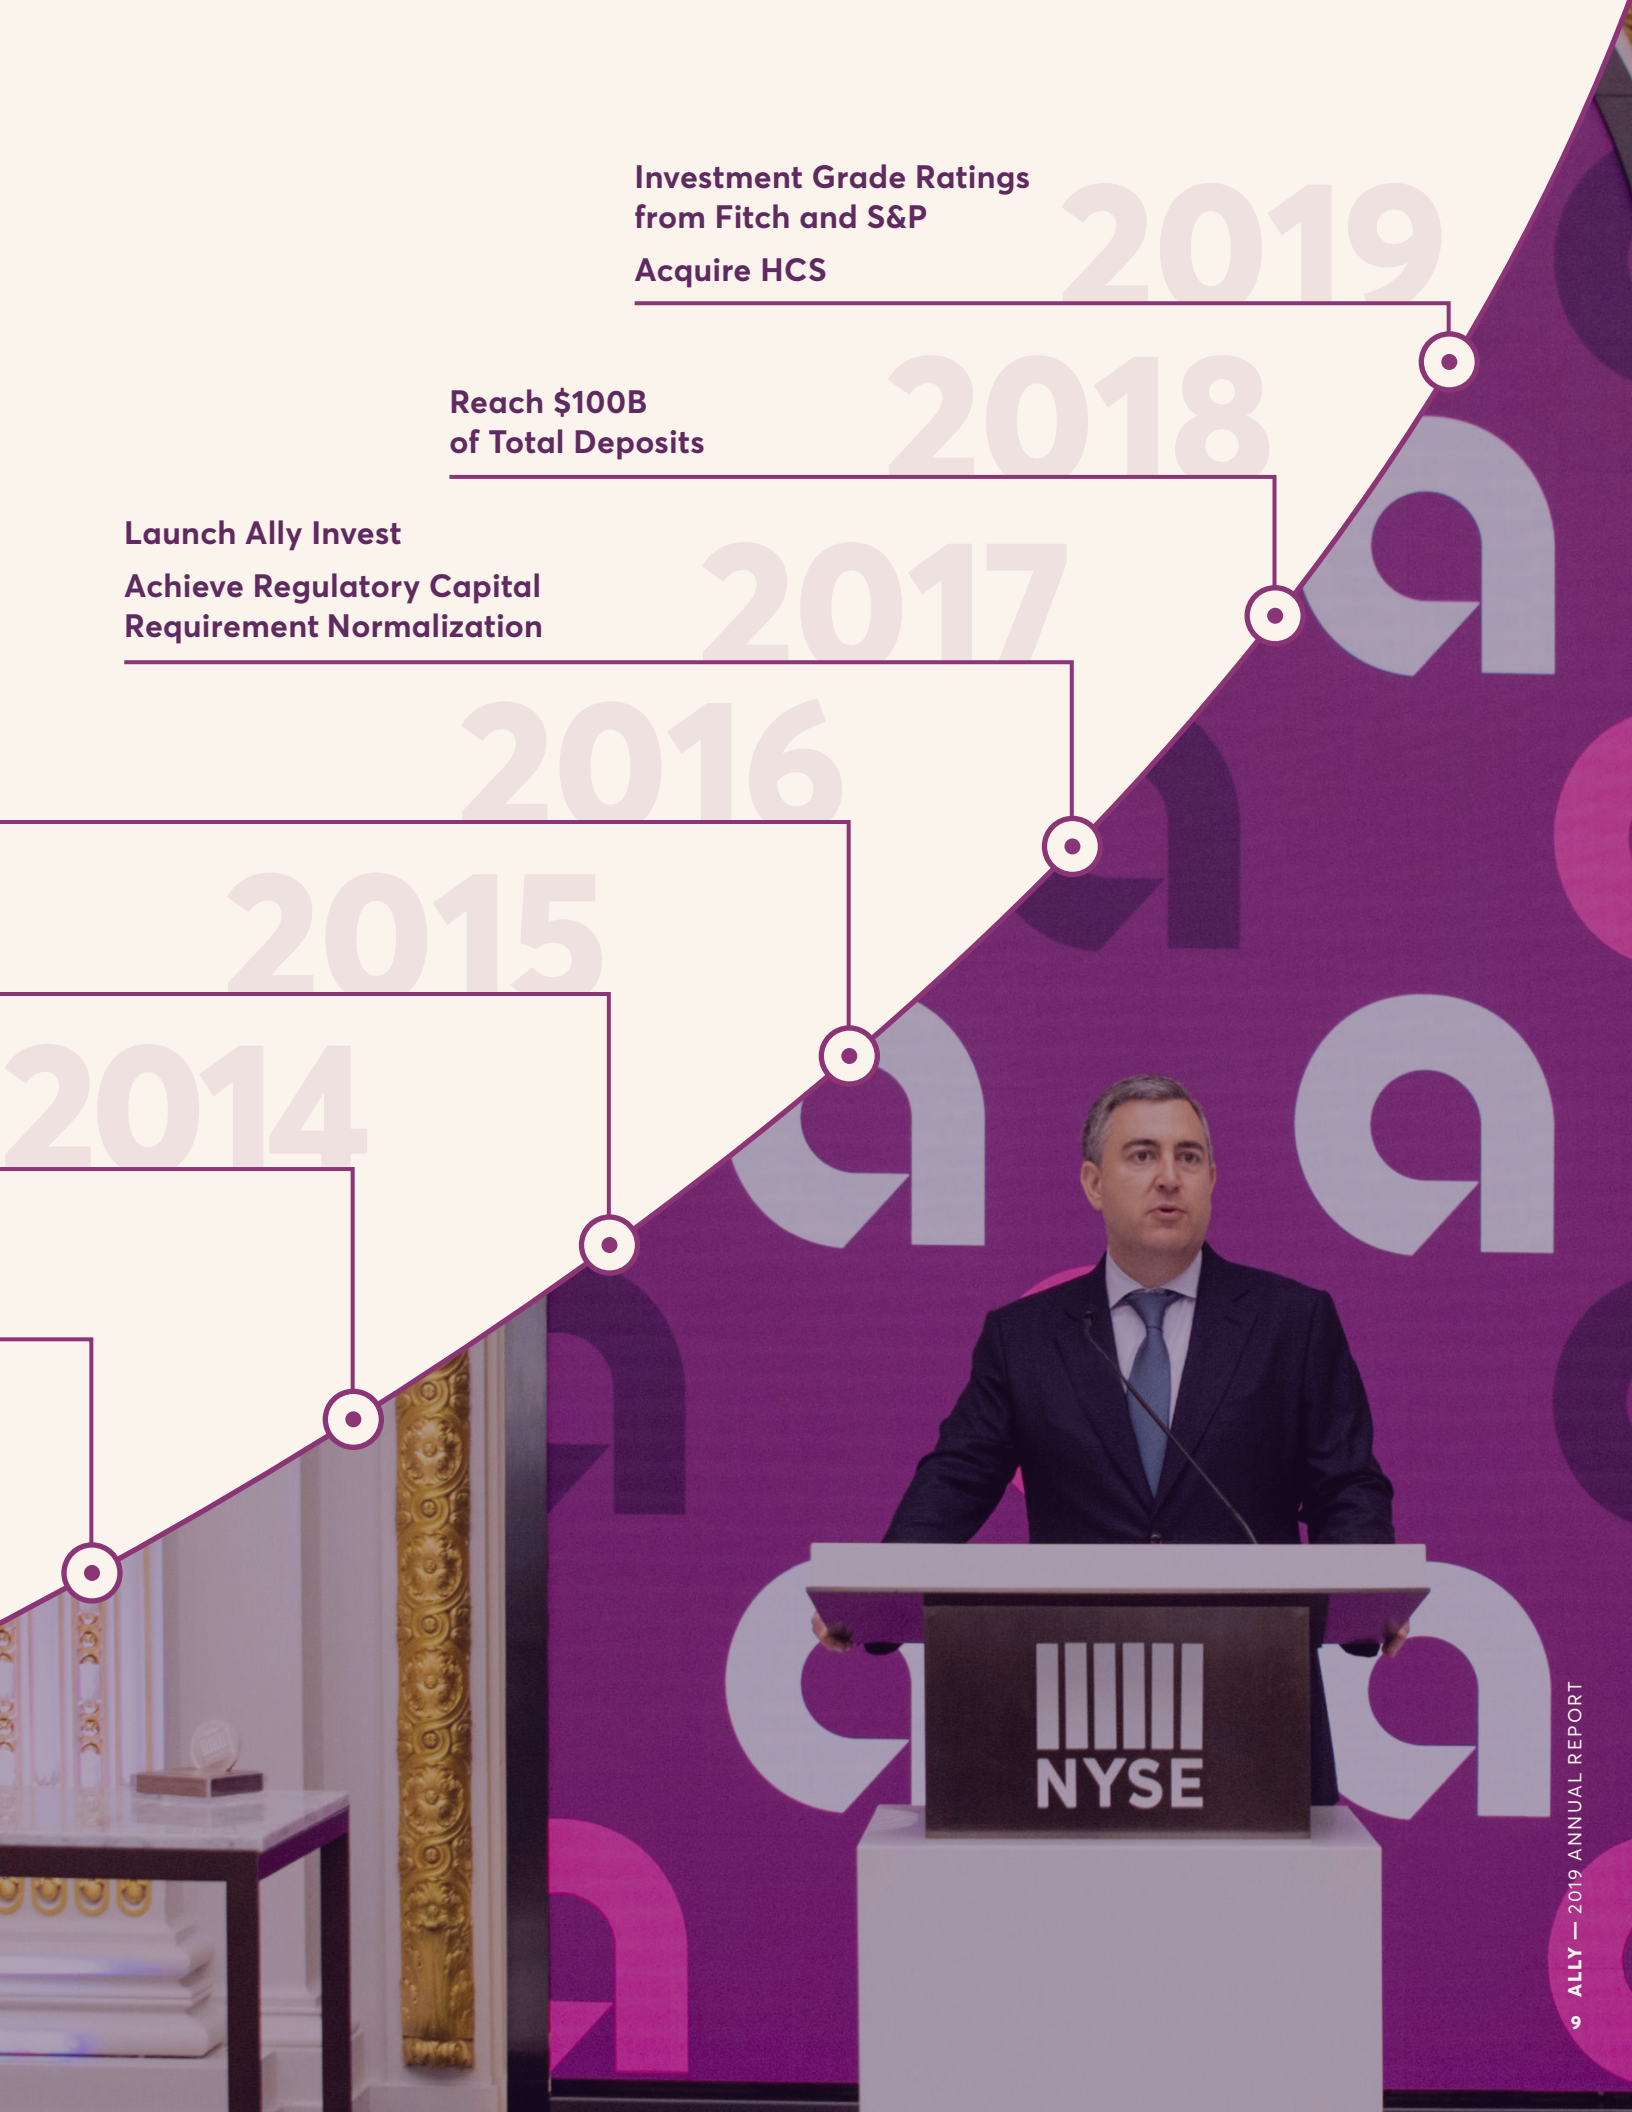 Investment Grade Ratings
from Fitch and S&P
Acquire HCS
2019
Reach $100B
of Total Deposits
2018
Launch Ally Invest
Achieve Regulatory Capital
Requirement Normalization
2017
2016
2015
2014
NYSE
9 ALLY — 2019 ANNUAL REPORT